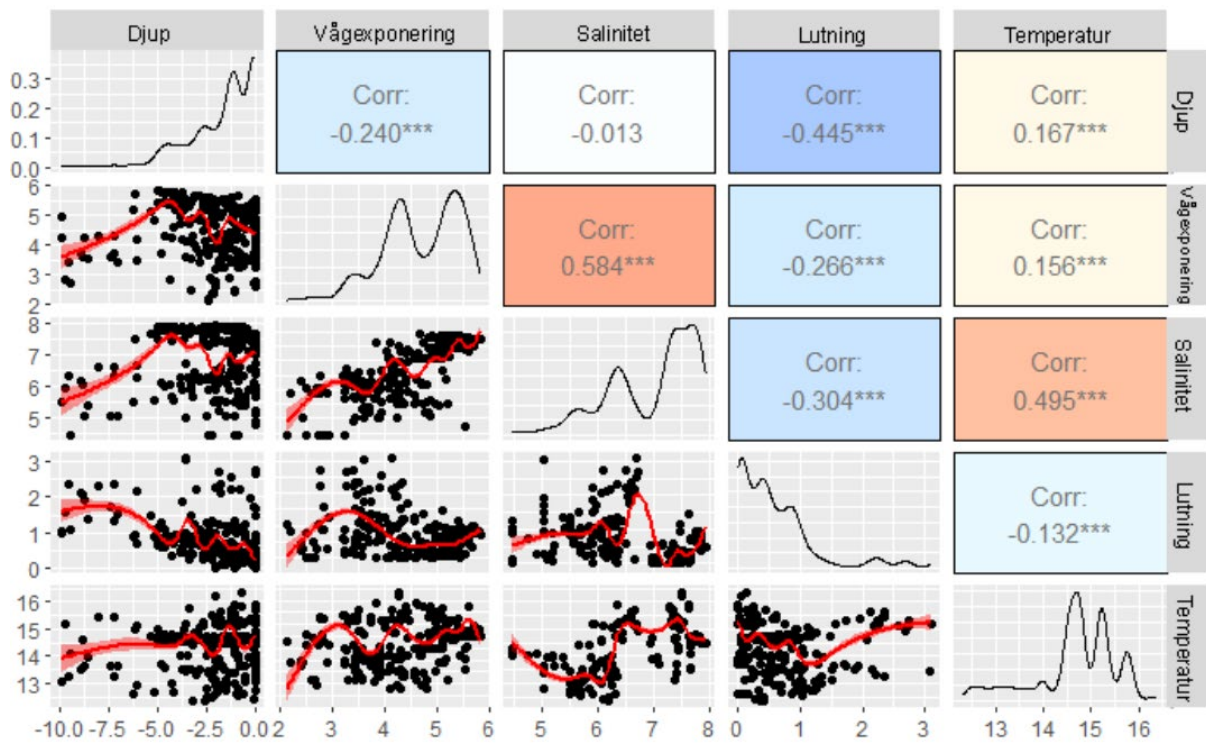 Djup Vågexponering Salinitet Lutning Temperatur
0.3
0.2
0.1
0.0
Corr:
-0.240***
Corr:
-0.013
Corr:
-0.445***
Corr:
0.167***
Djup
6
5
4
3
2
Corr:
0.584***
Corr:
-0.266***
Corr:
0.156***
Vågexponering
8
7
6
5
Corr:
-0.304***
Corr:
0.495***
Salinitet
3
2
1
0
Corr:
-0.132***
Lutning
16
15
14
13
Temperatur
-10.0 -7.5 -5.0 -2.5 0.0 2 3 4 5 6 5 6 7 8 0 1 2 3 13 14 15 16